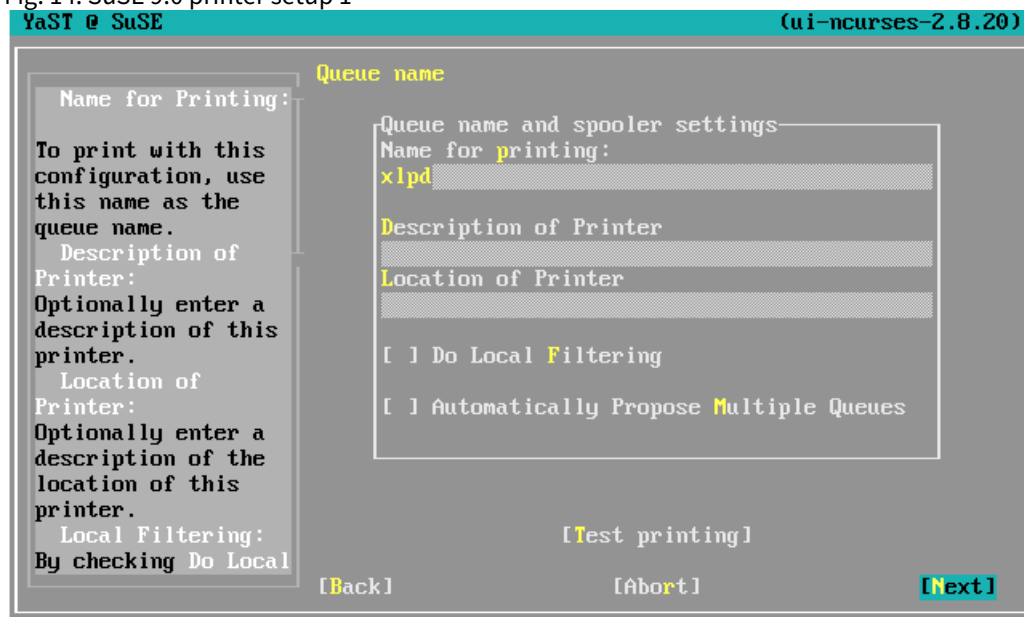 Fig. 14: SuSE 9.0 printer setup 1
YaST @ SuSE (ui-ncurses-2.8.20)
Name for Printing:
To print with this
configuration, use
this name as the
queue name.
Description of
Printer:
Optionally enter a
description of this
printer.
Location of
Printer:
Optionally enter a
description of the
location of this
printer.
Local Filtering:
By checking Do Local
Queue name
Queue name and spooler settings
Name for printing:
xlpd
Description of Printer
Location of Printer
[ ] Do Local Filtering
[ ] Automatically Propose Multiple Queues
[Test printing]
[Back] [Abort] [Next]